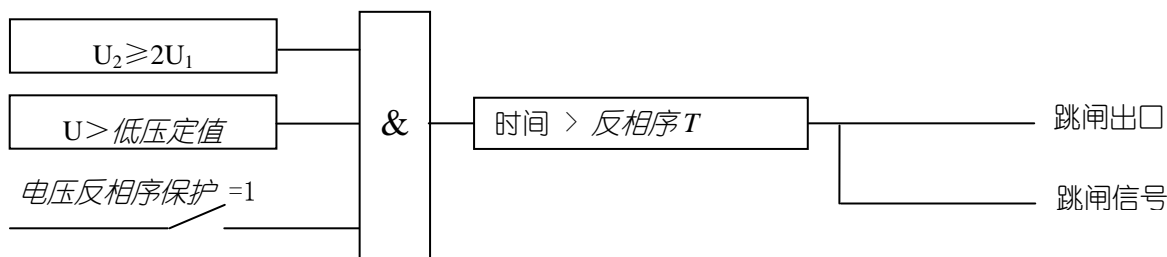 U₂≥2U₁
U＞低压定值
电压反相序保护 =1
&
时间 ＞ 反相序 T
跳闸出口
跳闸信号